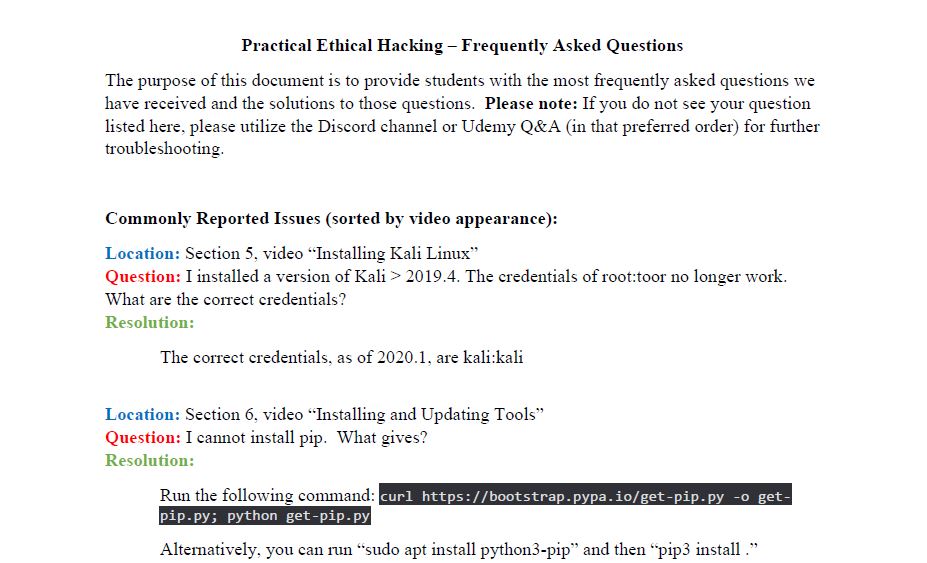 Practical Ethical Hacking – Frequently Asked Questions
The purpose of this document is to provide students with the most frequently asked questions we
have received and the solutions to those questions.  Please note: If you do not see your question
listed here, please utilize the Discord channel or Udemy Q&A (in that preferred order) for further
troubleshooting.
Commonly Reported Issues (sorted by video appearance):
Location: Section 5, video “Installing Kali Linux”
Question: I installed a version of Kali > 2019.4. The credentials of root:toor no longer work.
What are the correct credentials?
Resolution:
The correct credentials, as of 2020.1, are kali:kali
Location: Section 6, video “Installing and Updating Tools”
Question: I cannot install pip.  What gives?
Resolution:
Run the following command: curl https://bootstrap.pypa.io/get-pip.py -o get-
pip.py; python get-pip.py
Alternatively, you can run “sudo apt install python3-pip” and then “pip3 install .”